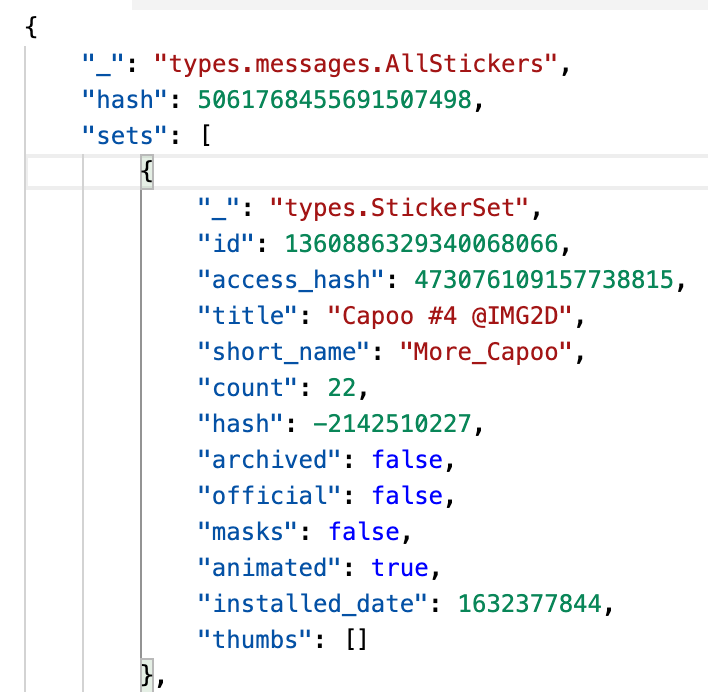 {
"_": "types.messages.AllStickers",
"hash": 5061768455691507498,
"sets": [
{
"_": "types.StickerSet",
"id": 1360886329340068066,
"access_hash": 473076109157738815,
"title": "Capoo #4 @IMG2D",
"short_name": "More_Capoo",
"count": 22,
"hash": -2142510227,
"archived": false,
"official": false,
"masks": false,
"animated": true,
"installed_date": 1632377844,
"thumbs": []
},